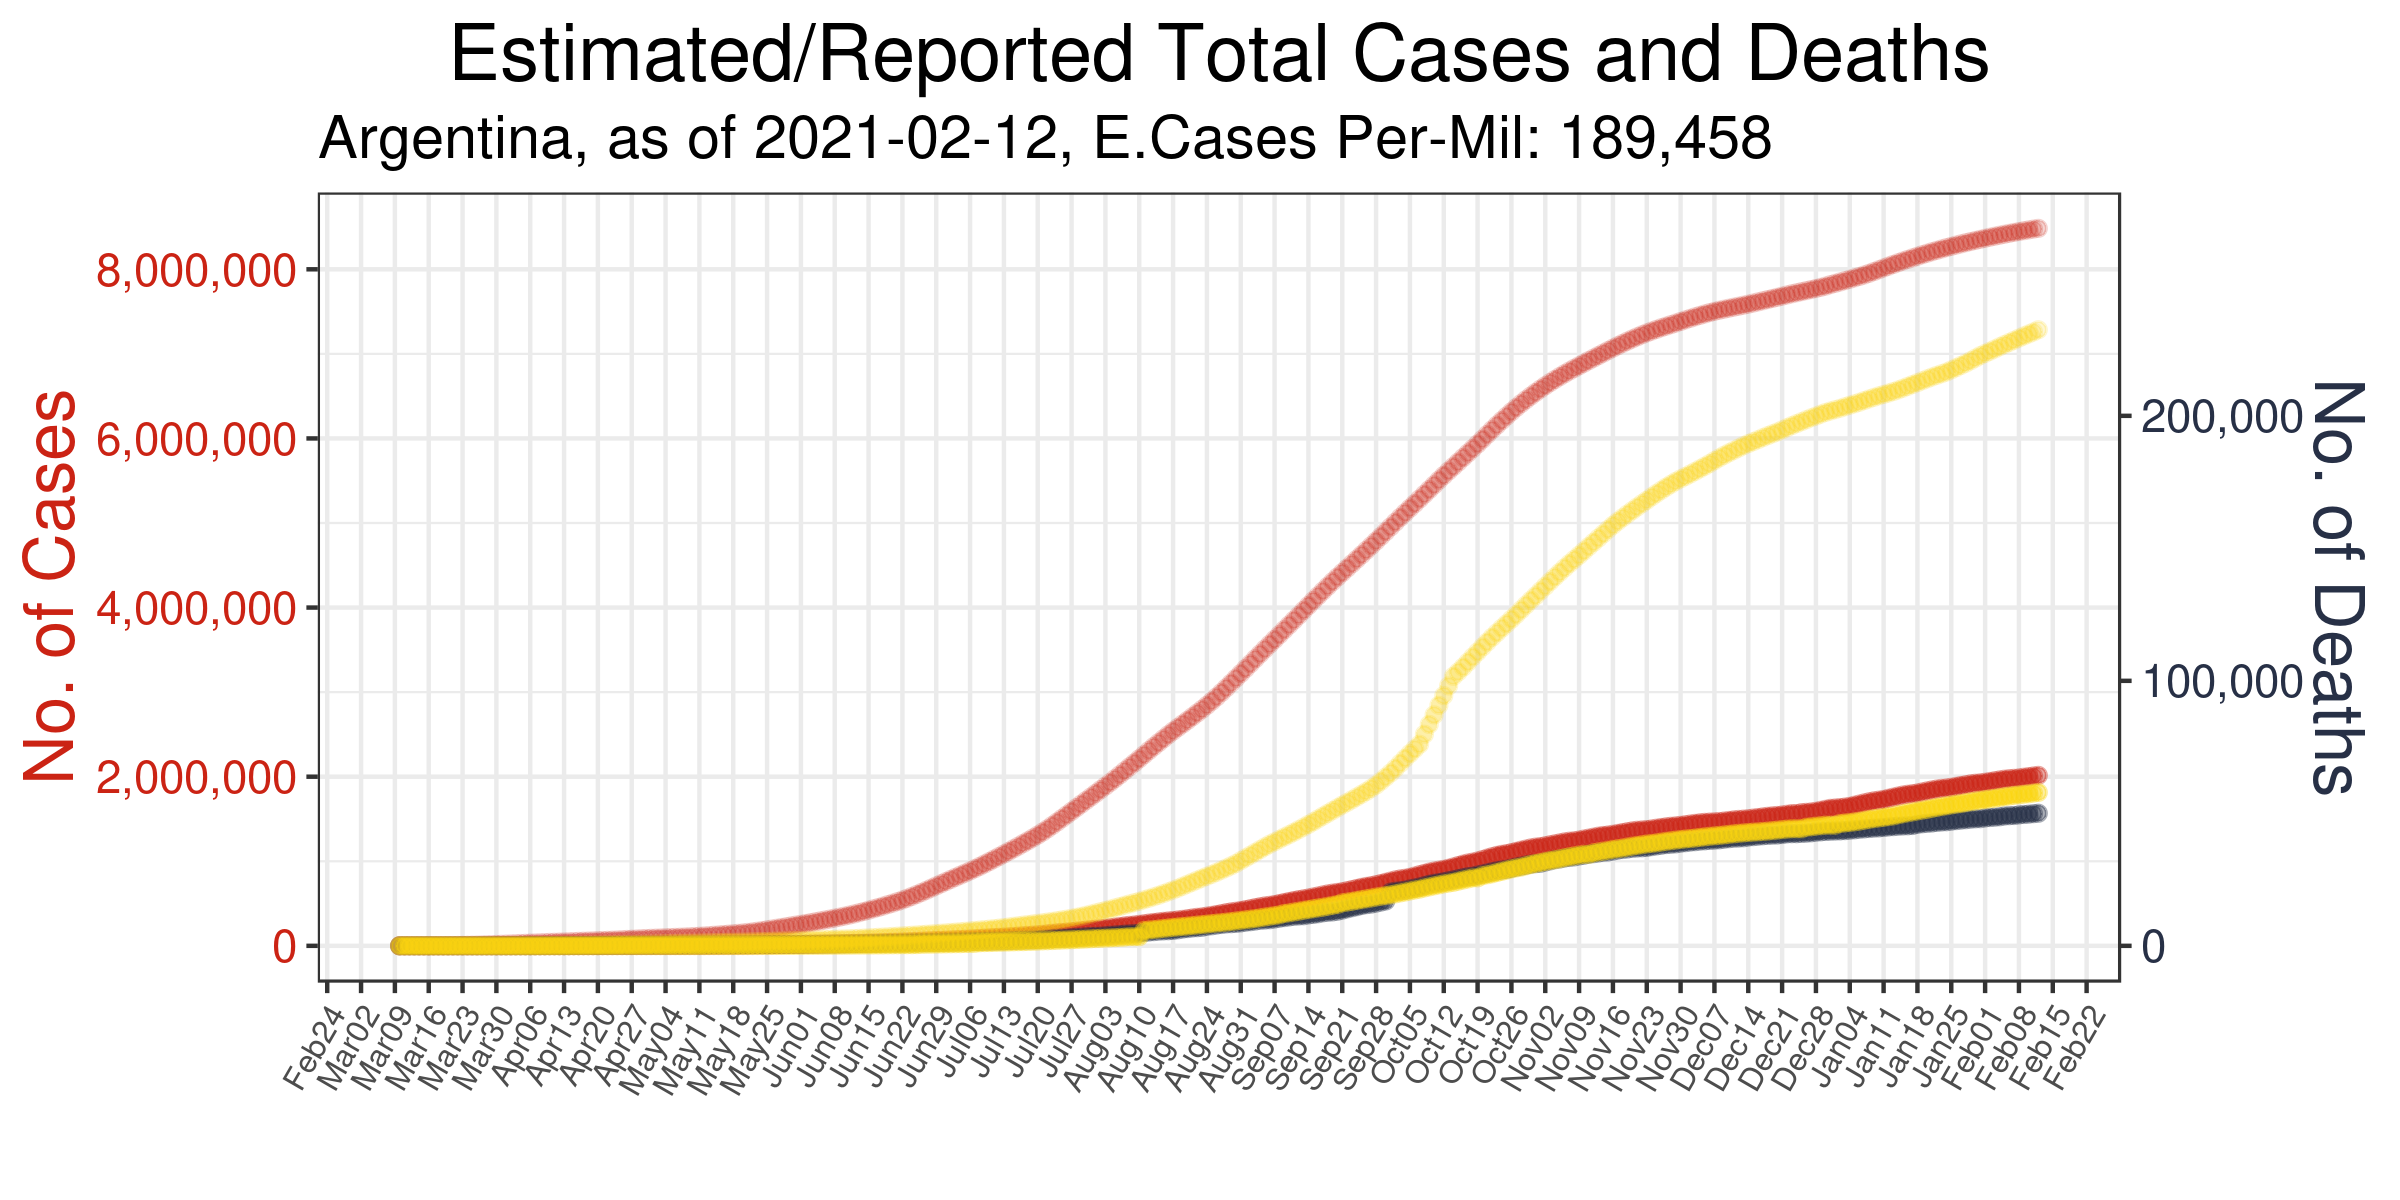 Estimated/Reported Total Cases and Deaths
Argentina, as of 2021-02-12, E.Cases Per-Mil: 189,458
No. of Cases
8,000,000
6,000,000
4,000,000
2,000,000
0
200,000
100,000
0
No. of Deaths
Feb24
Mar02
Mar09
Mar16
Mar23
Mar30
Apr06
Apr13
Apr20
Apr27
May04
May11
May18
May25
Jun01
Jun08
Jun15
Jun22
Jun29
Jul06
Jul13
Jul20
Jul27
Aug03
Aug10
Aug17
Aug24
Aug31
Sep07
Sep14
Sep21
Sep28
Oct05
Oct12
Oct19
Oct26
Nov02
Nov09
Nov16
Nov23
Nov30
Dec07
Dec14
Dec21
Dec28
Jan04
Jan11
Jan18
Jan25
Feb01
Feb08
Feb15
Feb22